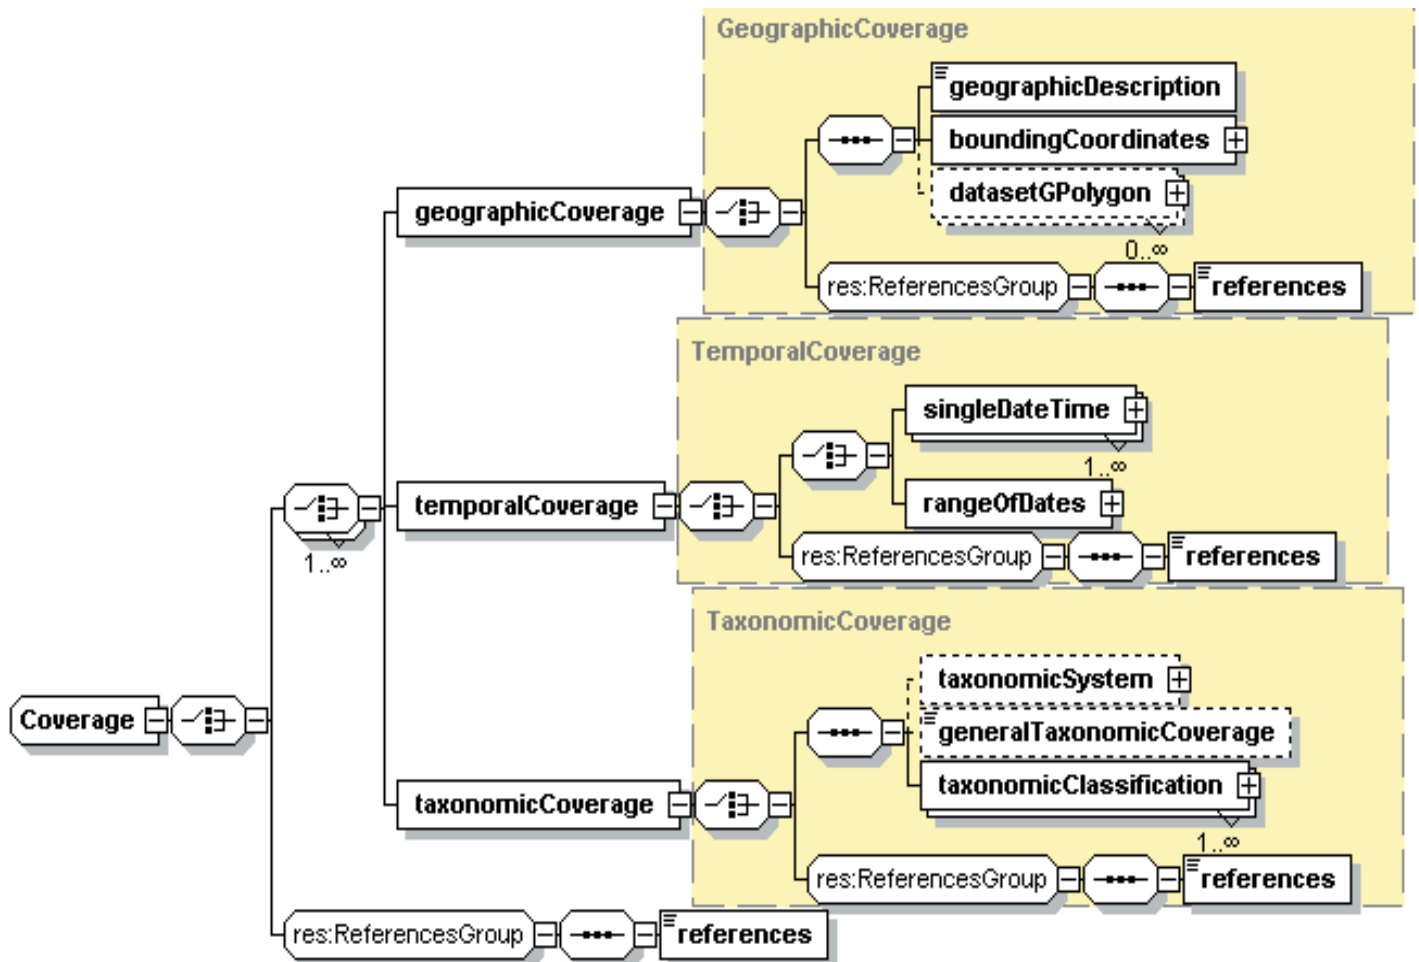 GeographicCoverage
geographicDescription
boundingCoordinates
datasetGPolygon
0..∞
geographicCoverage
res:ReferencesGroup
references
TemporalCoverage
singleDateTime
1..∞
rangeOfDates
temporalCoverage
res:ReferencesGroup
references
1..∞
TaxonomicCoverage
taxonomicSystem
generalTaxonomicCoverage
taxonomicClassification
1..∞
Coverage
taxonomicCoverage
res:ReferencesGroup
references
res:ReferencesGroup
references